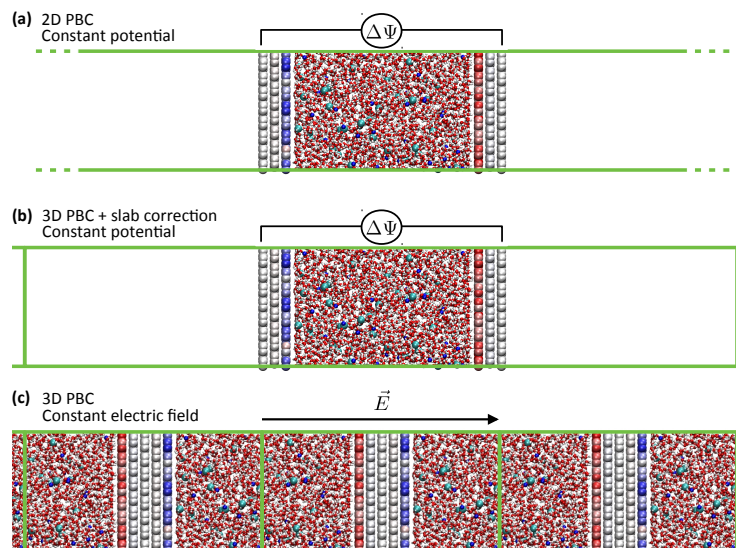 (a) 2D PBC
Constant potential
ΔΨ
(b) 3D PBC + slab correction
Constant potential
ΔΨ
(c) 3D PBC
Constant electric field
E⃗